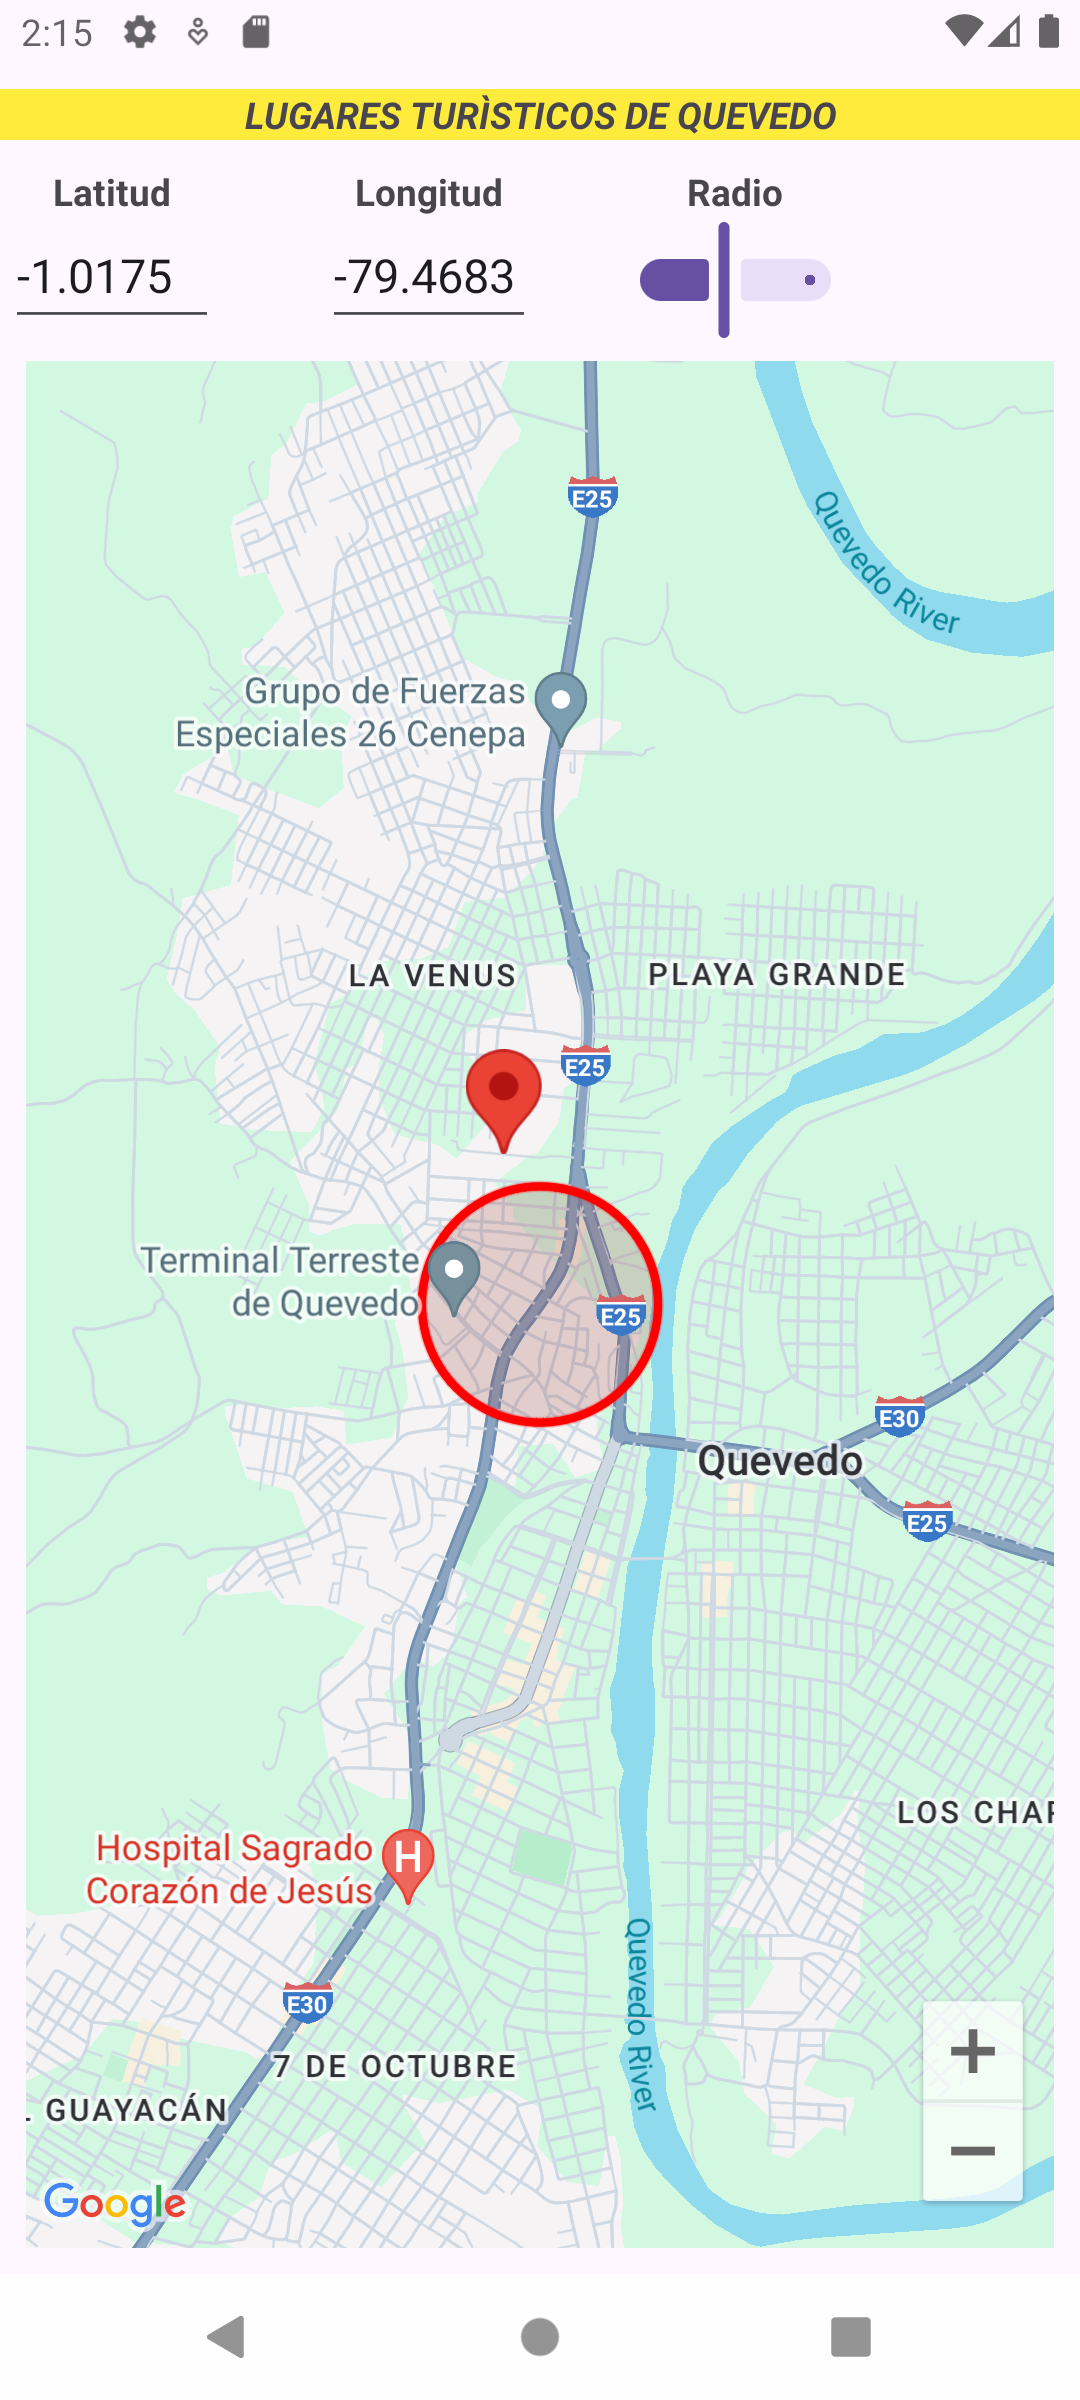 2:15
LUGARES TURÌSTICOS DE QUEVEDO
Latitud Longitud Radio
-1.0175 -79.4683
E25
Quevedo River
Grupo de Fuerzas
Especiales 26 Cenepa
LA VENUS PLAYA GRANDE
E25
Terminal Terreste
de Quevedo
E25
E30
Quevedo
E25
LOS CHAP
Hospital Sagrado
Corazón de Jesús
H
Quevedo River
E30
7 DE OCTUBRE
GUAYACÁN
Google